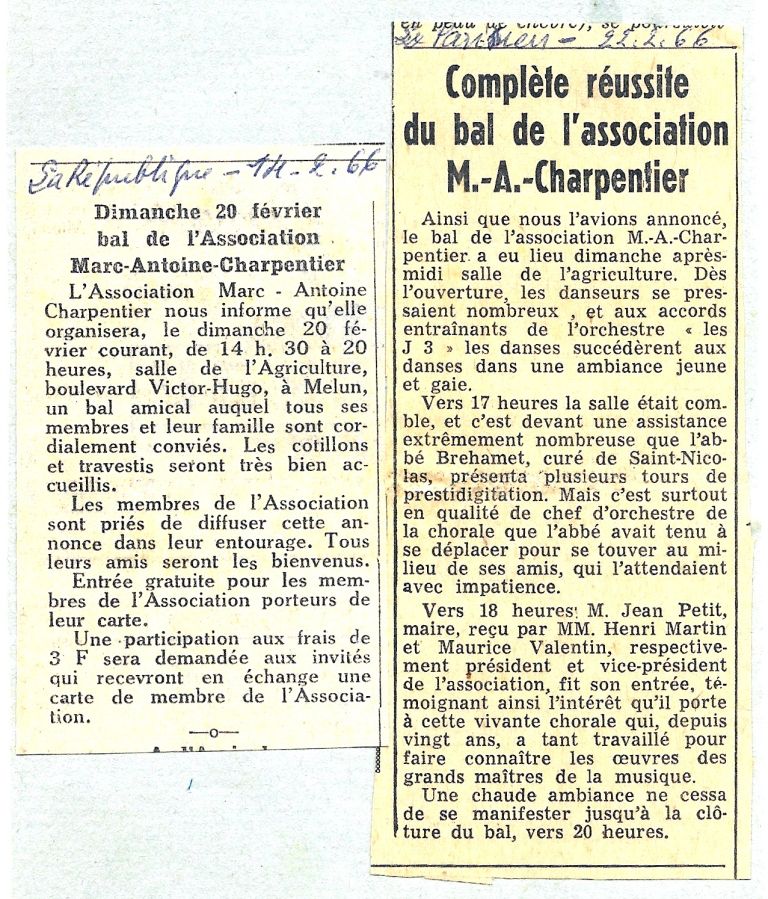 La République - 14-2.66
Dimanche 20 février
bal de l'Association
Marc-Antoine-Charpentier
L'Association Marc - Antoine
Charpentier nous informe qu'elle
organisera, le dimanche 20 fé-
vrier courant, de 14 h. 30 à 20
heures, salle de l'Agriculture,
boulevard Victor-Hugo, à Melun,
un bal amical auquel tous ses
membres et leur famille sont cor-
dialement conviés. Les cotillons
et travestis seront très bien ac-
cueillis.
Les membres de l'Association
sont priés de diffuser cette an-
nonce dans leur entourage. Tous
leurs amis seront les bienvenus.
Entrée gratuite pour les mem-
bres de l'Association porteurs de
leur carte.
Une participation aux frais de
3 F sera demandée aux invités
qui recevront en échange une
carte de membre de l'Associa-
tion.
—o—
Le Parisien - 22.2.66
Complète réussite
du bal de l'association
M.-A.-Charpentier
Ainsi que nous l'avions annoncé,
le bal de l'association M.-A.-Char-
pentier a eu lieu dimanche après-
midi salle de l'agriculture. Dès
l'ouverture, les danseurs se pres-
saient nombreux , et aux accords
entraînants de l'orchestre « les
J 3 » les danses succédèrent aux
danses dans une ambiance jeune
et gaie.
Vers 17 heures la salle était com-
ble, et c'est devant une assistance
extrêmement nombreuse que l'ab-
bé Brehamet, curé de Saint-Nico-
las, présenta plusieurs tours de
prestidigitation. Mais c'est surtout
en qualité de chef d'orchestre de
la chorale que l'abbé avait tenu à
se déplacer pour se touver au mi-
lieu de ses amis, qui l'attendaient
avec impatience.
Vers 18 heures, M. Jean Petit,
maire, reçu par MM. Henri Martin
et Maurice Valentin, respective-
ment président et vice-président
de l'association, fit son entrée, té-
moignant ainsi l'intérêt qu'il porte
à cette vivante chorale qui, depuis
vingt ans, a tant travaillé pour
faire connaître les œuvres des
grands maîtres de la musique.
Une chaude ambiance ne cessa
de se manifester jusqu'à la clô-
ture du bal, vers 20 heures.